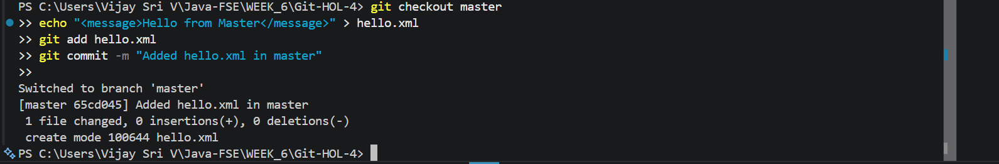 PS C:\Users\Vijay Sri V\Java-FSE\WEEK_6\Git-HOL-4> git checkout master
>> echo "<message>Hello from Master</message>" > hello.xml
>> git add hello.xml
>> git commit -m "Added hello.xml in master"
>>
Switched to branch 'master'
[master 65cd045] Added hello.xml in master
 1 file changed, 0 insertions(+), 0 deletions(-)
 create mode 100644 hello.xml
PS C:\Users\Vijay Sri V\Java-FSE\WEEK_6\Git-HOL-4>